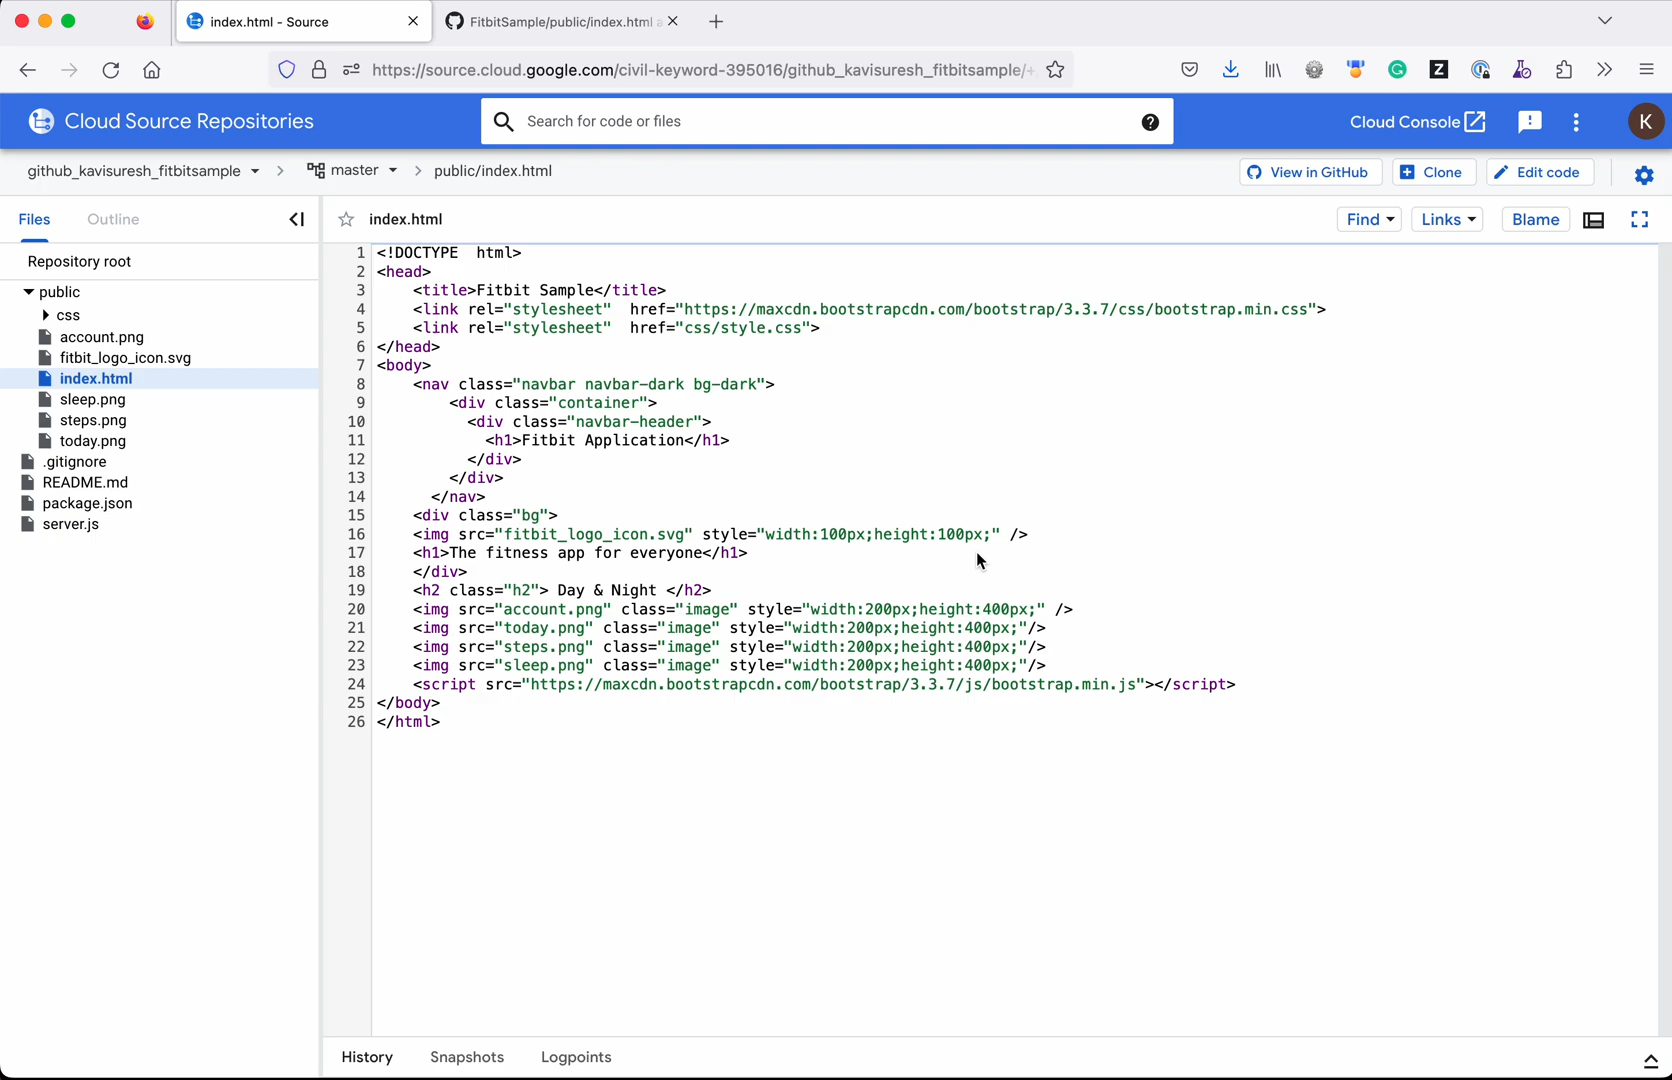 index.html - Source
FitbitSample/public/index.html a
https://source.cloud.google.com/civil-keyword-395016/github_kavisuresh_fitbitsample/+
Cloud Source Repositories
Search for code or files
Cloud Console
K
github_kavisuresh_fitbitsample
master
public/index.html
View in GitHub
Clone
Edit code
Files
Outline
index.html
Find
Links
Blame
Repository root
public
css
account.png
fitbit_logo_icon.svg
index.html
sleep.png
steps.png
today.png
.gitignore
README.md
package.json
server.js
1 <!DOCTYPE  html>
2 <head>
3     <title>Fitbit Sample</title>
4     <link rel="stylesheet"  href="https://maxcdn.bootstrapcdn.com/bootstrap/3.3.7/css/bootstrap.min.css">
5     <link rel="stylesheet"  href="css/style.css">
6 </head>
7 <body>
8     <nav class="navbar navbar-dark bg-dark">
9         <div class="container">
10           <div class="navbar-header">
11             <h1>Fitbit Application</h1>
12           </div>
13         </div>
14       </nav>
15     <div class="bg">
16     <img src="fitbit_logo_icon.svg" style="width:100px;height:100px;" />
17     <h1>The fitness app for everyone</h1>
18     </div>
19     <h2 class="h2"> Day & Night </h2>
20     <img src="account.png" class="image" style="width:200px;height:400px;" />
21     <img src="today.png" class="image" style="width:200px;height:400px;"/>
22     <img src="steps.png" class="image" style="width:200px;height:400px;"/>
23     <img src="sleep.png" class="image" style="width:200px;height:400px;"/>
24     <script src="https://maxcdn.bootstrapcdn.com/bootstrap/3.3.7/js/bootstrap.min.js"></script>
25 </body>
26 </html>
History
Snapshots
Logpoints